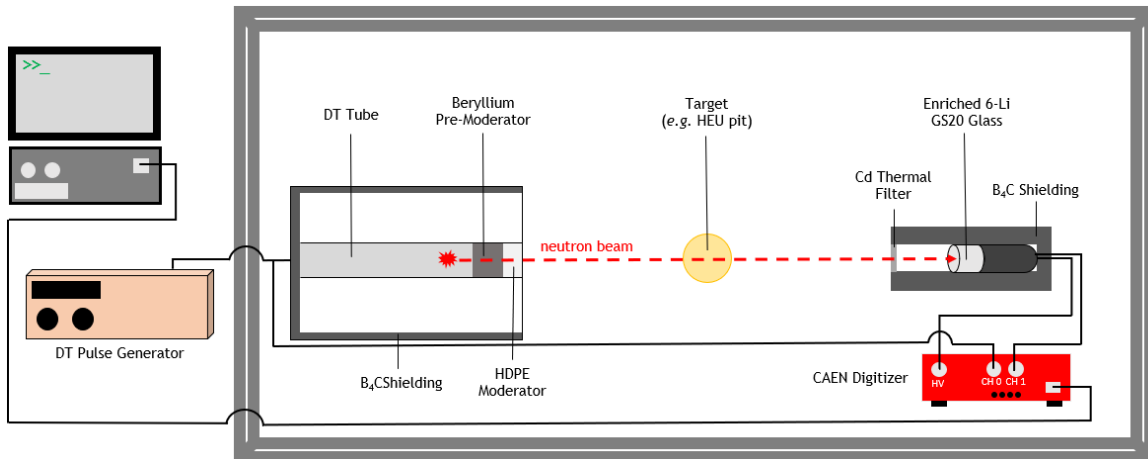 >>_
DT Tube
Beryllium
Pre-Moderator
Target
(e.g. HEU pit)
Enriched 6-Li
GS20 Glass
Cd Thermal
Filter
B₄C Shielding
neutron beam
DT Pulse Generator
B₄CShielding
HDPE
Moderator
CAEN Digitizer
HV
CH 0
CH 1